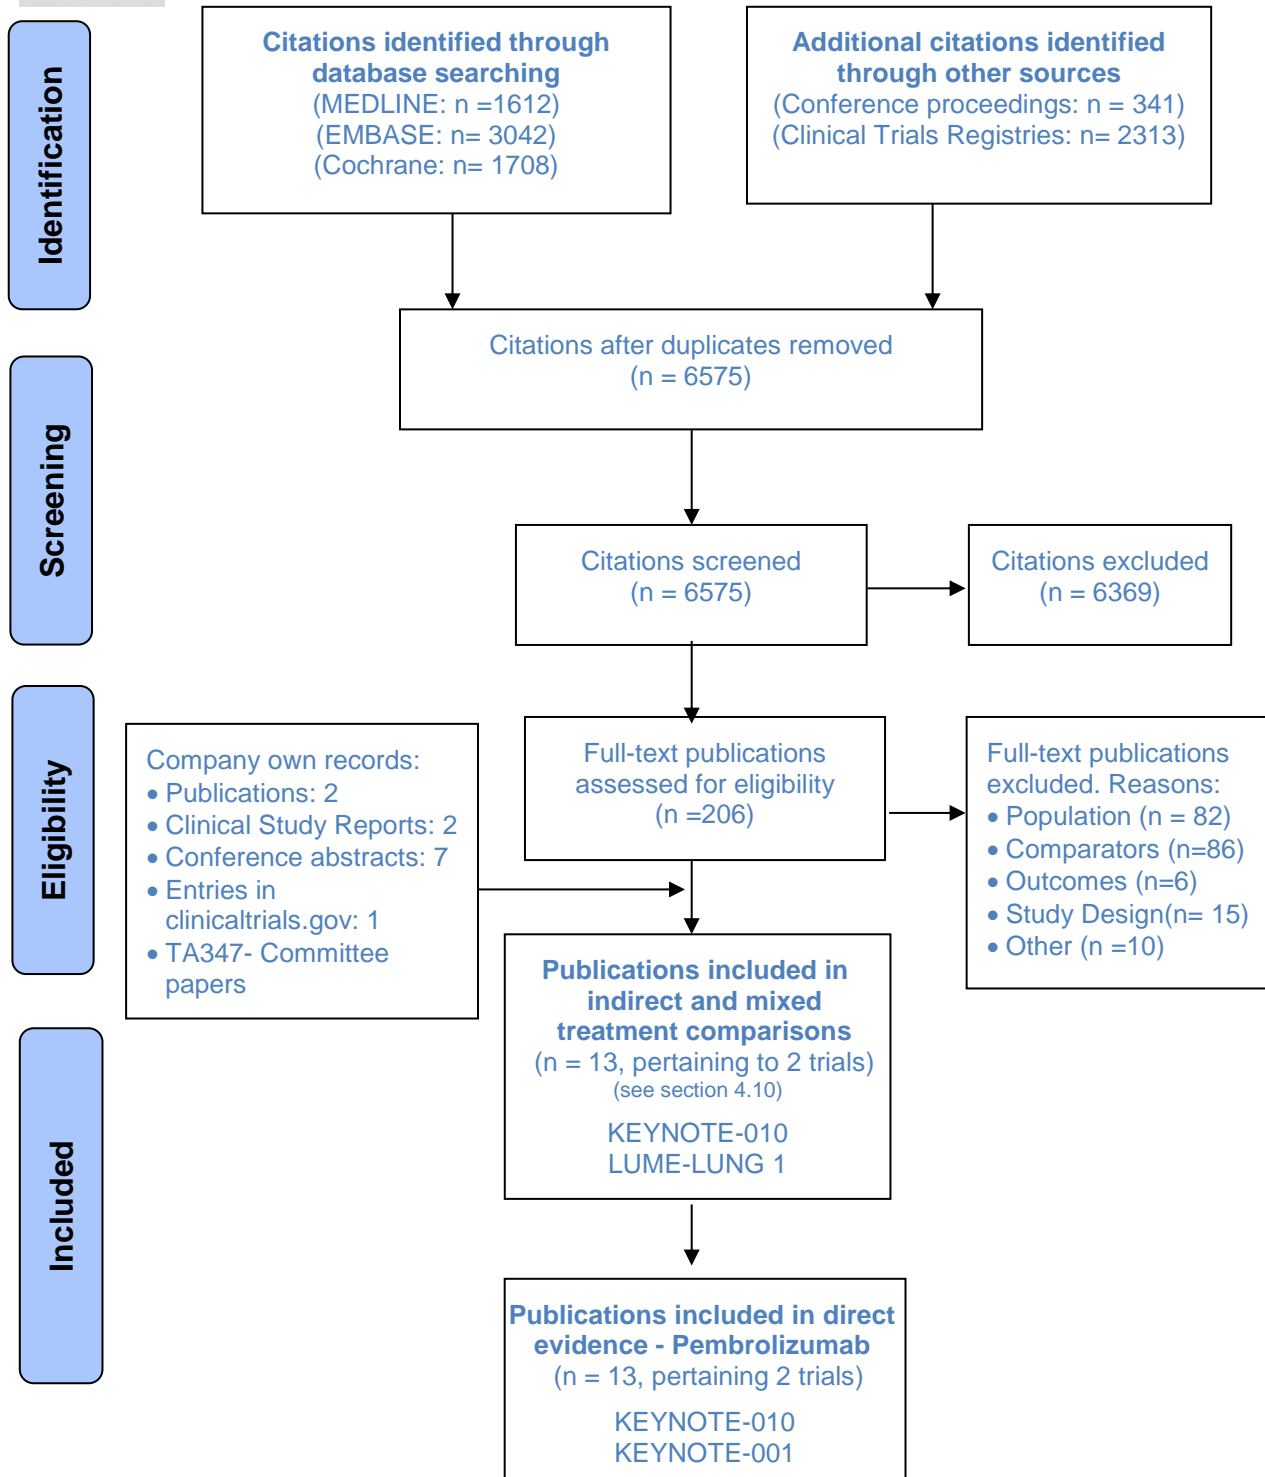 Identification
Citations identified through
database searching
(MEDLINE: n =1612)
(EMBASE: n= 3042)
(Cochrane: n= 1708)
Additional citations identified
through other sources
(Conference proceedings: n = 341)
(Clinical Trials Registries: n= 2313)
Citations after duplicates removed
(n = 6575)
Screening
Citations screened
(n = 6575)
Citations excluded
(n = 6369)
Eligibility
Company own records:
• Publications: 2
• Clinical Study Reports: 2
• Conference abstracts: 7
• Entries in
clinicaltrials.gov: 1
• TA347- Committee
papers
Full-text publications
assessed for eligibility
(n =206)
Full-text publications
excluded. Reasons:
• Population (n = 82)
• Comparators (n=86)
• Outcomes (n=6)
• Study Design(n= 15)
• Other (n =10)
Included
Publications included in
indirect and mixed
treatment comparisons
(n = 13, pertaining to 2 trials)
(see section 4.10)
KEYNOTE-010
LUME-LUNG 1
Publications included in direct
evidence - Pembrolizumab
(n = 13, pertaining 2 trials)
KEYNOTE-010
KEYNOTE-001